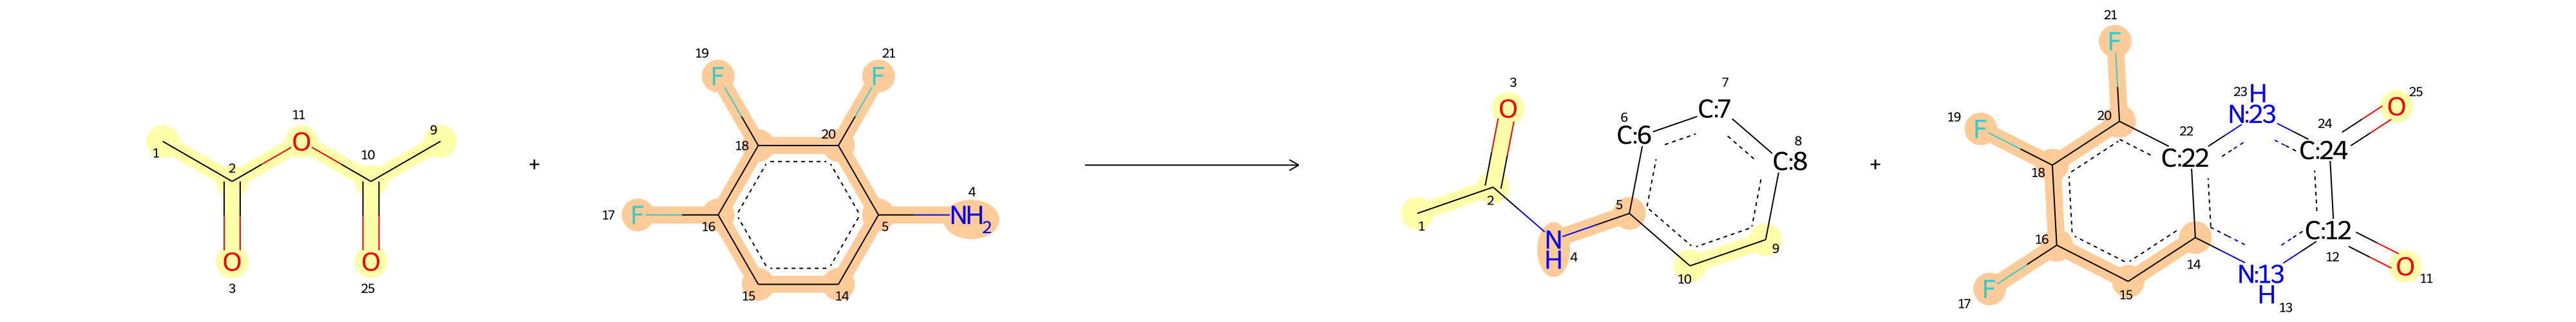 1 2 3 O 11 O 10 O 25 9
+
19 F 21 F 18 20 17 F 16 15 14 5 4 NH2
3 O 1 2 N H 4 5 6 C:6 7 C:7 8 C:8 9 10
+
21 F 19 F 20 18 22 C:22 23 H N:23 24 C:24 O 25 16 17 F 15 14 N:13 H 13 C:12 12 O 11